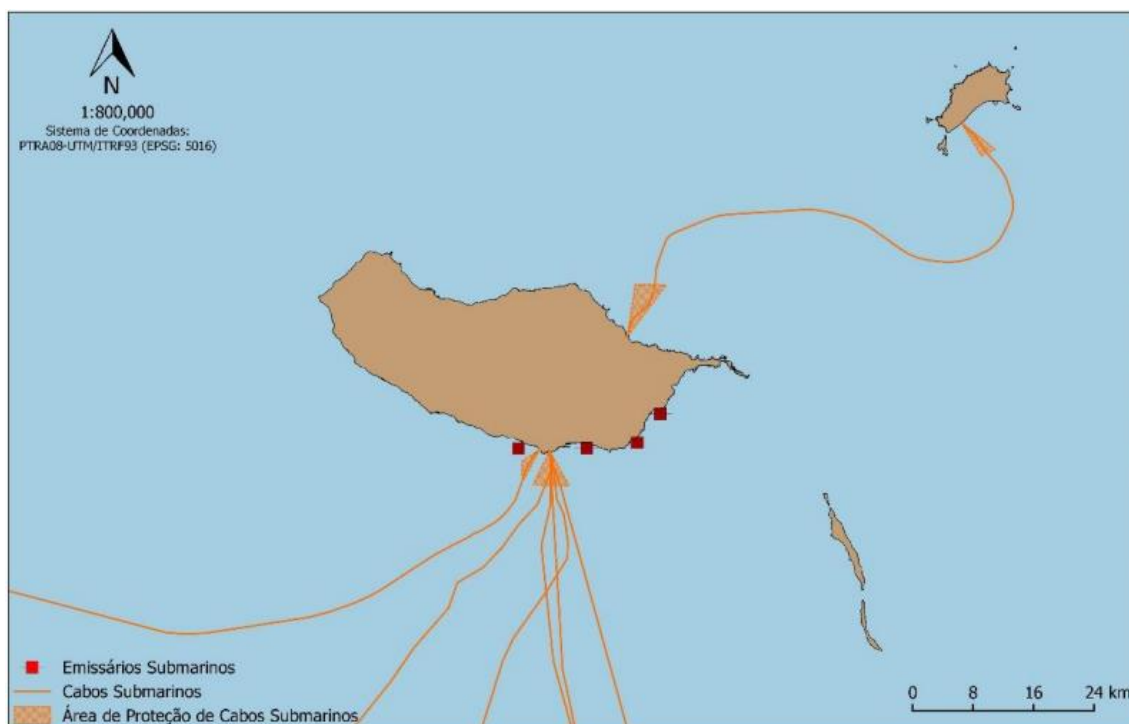 N
1:800,000
Sistema de Coordenadas:
PTRA08-UTM/ITRF93 (EPSG: 5016)
Emissários Submarinos
Cabos Submarinos
Área de Proteção de Cabos Submarinos
0 8 16 24 km